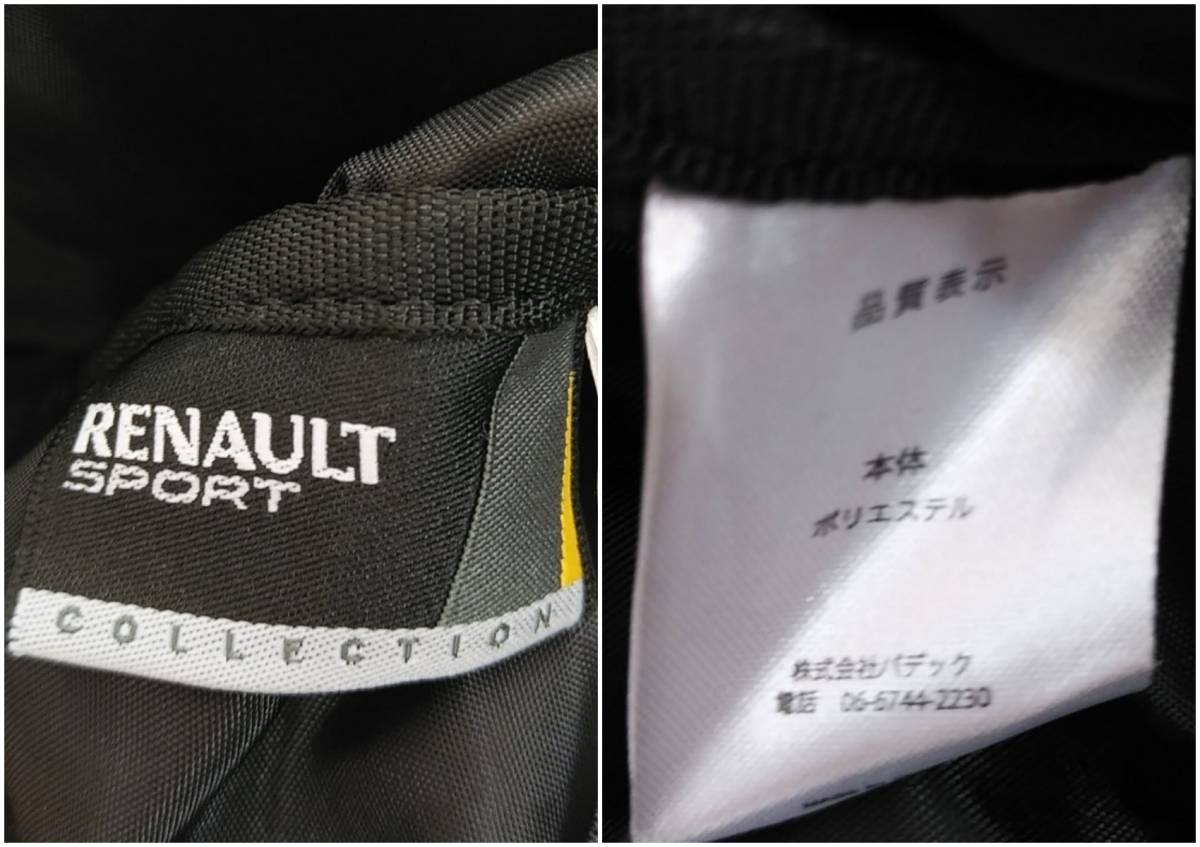 RENAULT
SPORT
COLLECTION
品質表示
本体
ポリエステル
株式会社パデック
電話 06-6744-2230